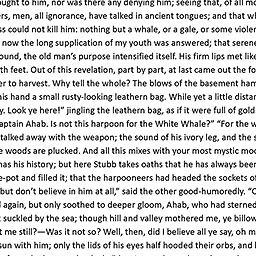 ought to him, nor was there any denying him; seeing that, of all mo
ers, men, all ignorant, have talked in ancient tongues; and that wh
ss could not kill him: nothing but a whale, or a gale, or some violen
now the long supplication of my youth was answered; that seren
ound, the old man's purpose intensified itself. His firm lips met like
th feet. Out of this revelation, part by part, at last came out the fo
er to harvest. Why tell the whole? The blows of the basement ham
is hand a small rusty-looking leathern bag. While yet a little distan
y. Look ye here!" jingling the leathern bag, as if it were full of gold
aptain Ahab. Is not this harpoon for the White Whale?" "For the w
talked away with the weapon; the sound of his ivory leg, and the s
e woods are plucked. And all this mixes with your most mystic moo
nas his history; but here Stubb takes oaths that he has always bee
e-pot and filled it; that the harpooneers had headed the sockets of
but don't believe in him at all," said the other good-humoredly. "C
l again, but only soothed to deeper gloom, Ahab, who had sterned
t suckled by the sea; though hill and valley mothered me, ye billow
t me still?—Was it not so? Well, then, did I believe all ye say, oh m
sun with him; only the lids of his eyes half hooded their orbs, and l